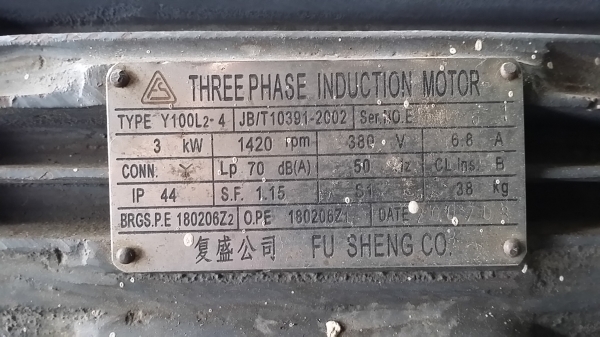 THREE PHASE INDUCTION MOTOR
TYPE Y100L2-4 JB/T10391-2002 Ser.NO.E
3 kW 1420 rpm 380 V 6.8 A
CONN. Y Lp 70 dB(A) 50 Hz CL Ins. B
IP 44 S.F. 1.15 S1 38 kg
BRGS.P.E 180206Z2 O.P.E 180206Z1 DATE
复盛公司 FU SHENG CO.